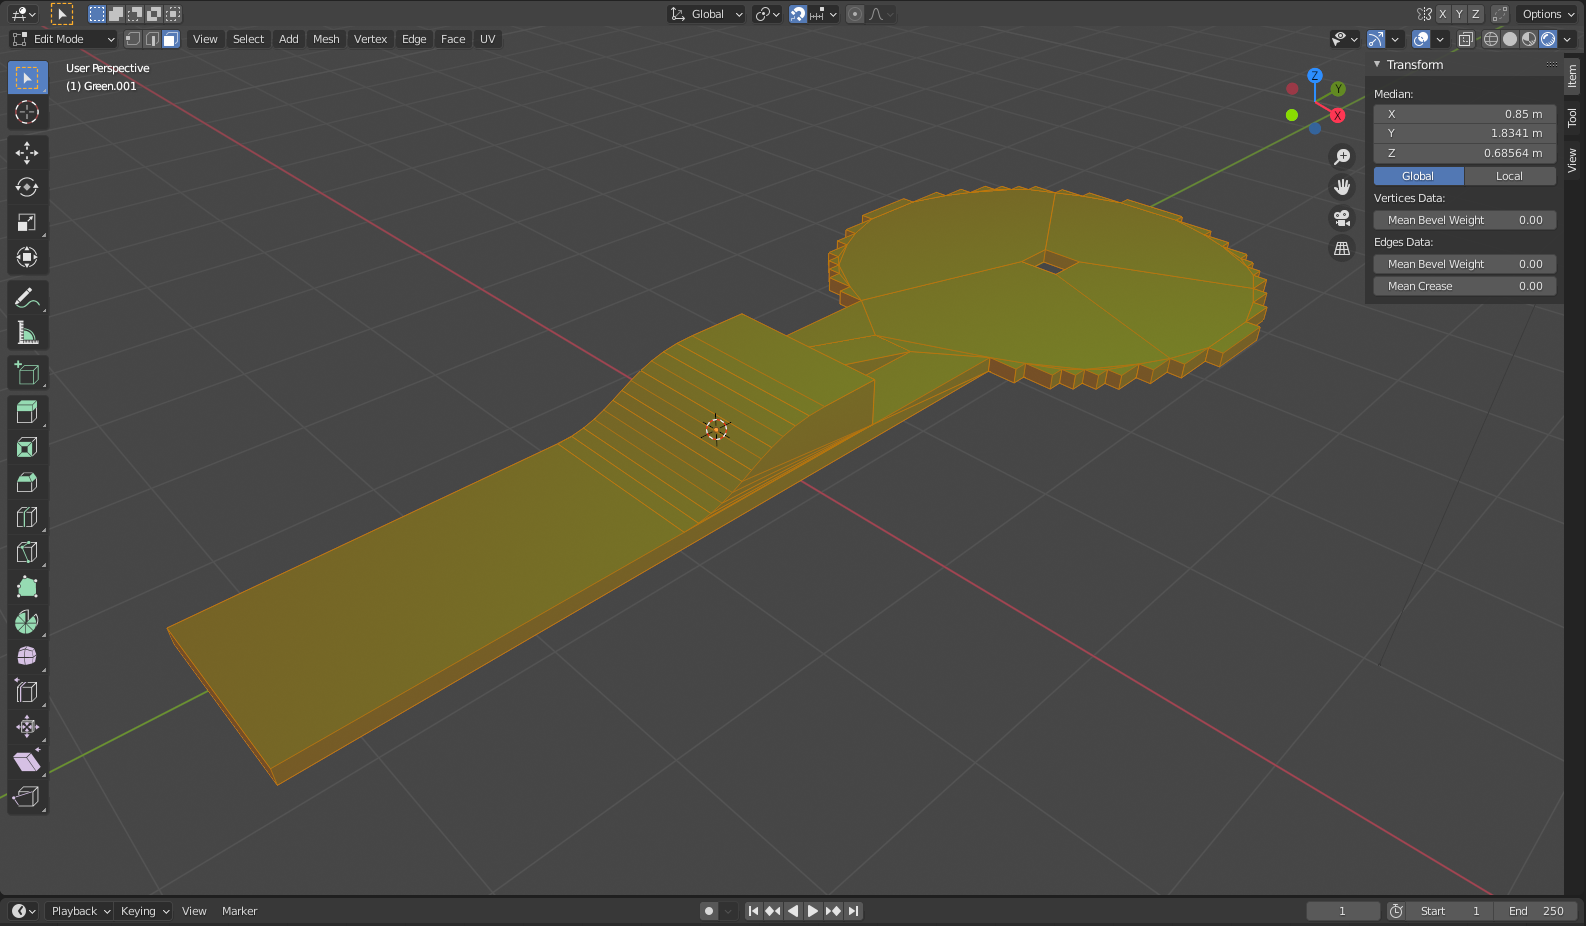 Global
X Y Z
Options
Edit Mode
View Select Add Mesh Vertex Edge Face UV
User Perspective
(1) Green.001
Z
Y
X
Transform
Median:
X 0.85 m
Y 1.8341 m
Z 0.68564 m
Global Local
Vertices Data:
Mean Bevel Weight 0.00
Edges Data:
Mean Bevel Weight 0.00
Mean Crease 0.00
Item
Tool
View
Playback Keying View Marker
1
Start 1
End 250